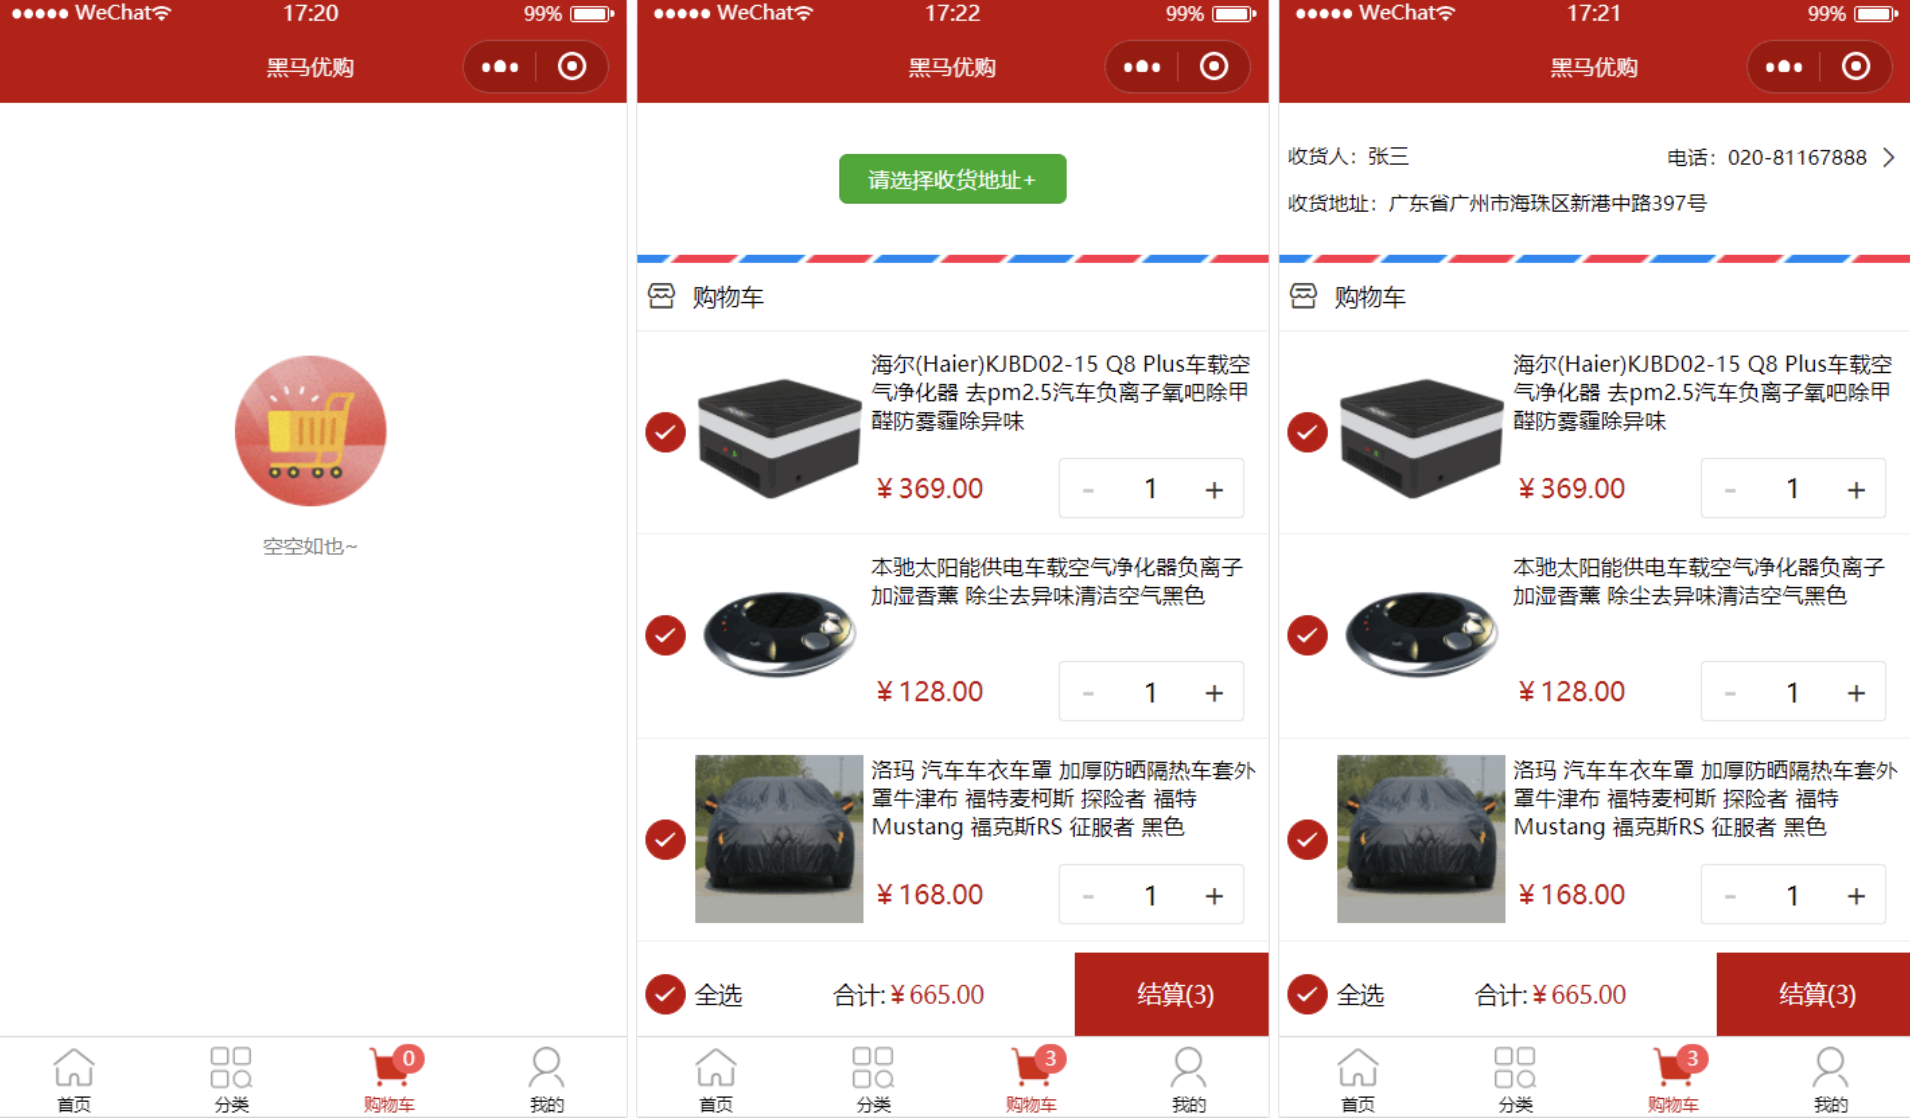 WeChat
17:20
99%
黑马优购
空空如也~
0
首页
分类
购物车
我的
WeChat
17:22
99%
黑马优购
请选择收货地址+
购物车
海尔(Haier)KJBD02-15 Q8 Plus车载空
气净化器 去pm2.5汽车负离子氧吧除甲
醛防雾霾除异味
¥369.00
- 1 +
本驰太阳能供电车载空气净化器负离子
加湿香薰 除尘去异味清洁空气黑色
¥128.00
- 1 +
洛玛 汽车车衣车罩 加厚防晒隔热车套外
罩牛津布 福特麦柯斯 探险者 福特
Mustang 福克斯RS 征服者 黑色
¥168.00
- 1 +
全选
合计:¥665.00
结算(3)
3
首页
分类
购物车
我的
WeChat
17:21
99%
黑马优购
收货人：张三
电话：020-81167888
收货地址：广东省广州市海珠区新港中路397号
购物车
海尔(Haier)KJBD02-15 Q8 Plus车载空
气净化器 去pm2.5汽车负离子氧吧除甲
醛防雾霾除异味
¥369.00
- 1 +
本驰太阳能供电车载空气净化器负离子
加湿香薰 除尘去异味清洁空气黑色
¥128.00
- 1 +
洛玛 汽车车衣车罩 加厚防晒隔热车套外
罩牛津布 福特麦柯斯 探险者 福特
Mustang 福克斯RS 征服者 黑色
¥168.00
- 1 +
全选
合计:¥665.00
结算(3)
3
首页
分类
购物车
我的